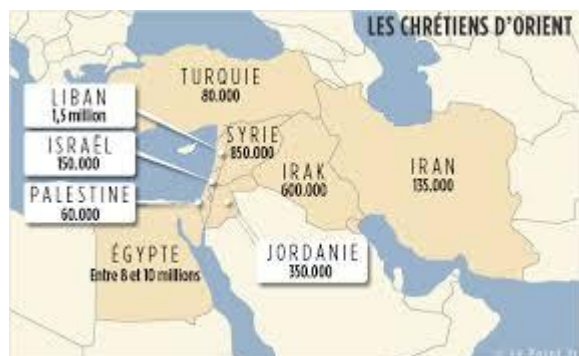 LES CHRÉTIENS D'ORIENT
TURQUIE
80.000
LIBAN
1,5 million
ISRAËL
150.000
PALESTINE
60.000
SYRIE
850.000
IRAK
600.000
IRAN
135.000
ÉGYPTE
Entre 8 et 10 millions
JORDANIE
350.000